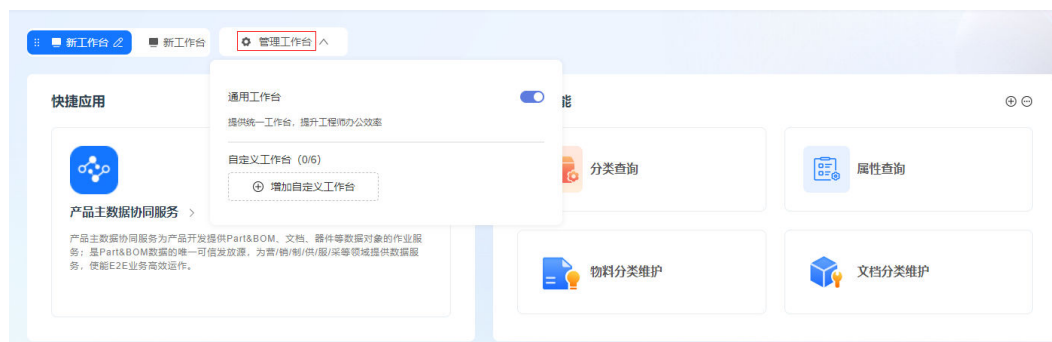 新工作台
新工作台
管理工作台
快捷应用
通用工作台
提供统一工作台，提升工程师办公效率
自定义工作台（0/6）
增加自定义工作台
产品主数据协同服务
产品主数据协同服务为产品开发提供Part&BOM、文档、器件等数据对象的作业服
务；是Part&BOM数据的唯一可信发放源，为营/销/制/供/服/采等领域提供数据服
务，使能E2E业务高效运作。
能
分类查询
属性查询
物料分类维护
文档分类维护